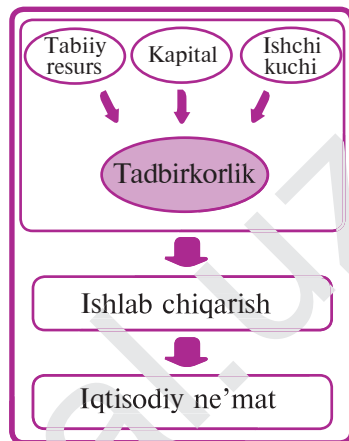 Tabiiy
resurs
Kapital
Ishchi
kuchi
Tadbirkorlik
Ishlab chiqarish
Iqtisodiy ne’mat